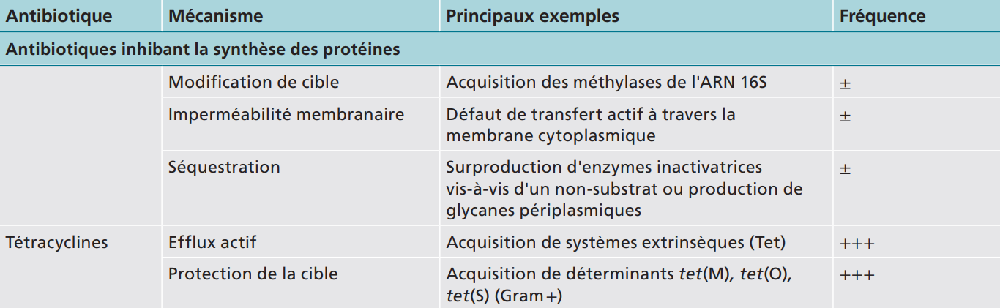 Antibiotique Mécanisme Principaux exemples Fréquence
Antibiotiques inhibant la synthèse des protéines
Modification de cible Acquisition des méthylases de l'ARN 16S ±
Imperméabilité membranaire Défaut de transfert actif à travers la ±
membrane cytoplasmique
Séquestration Surproduction d'enzymes inactivatrices ±
vis-à-vis d'un non-substrat ou production de
glycanes périplasmiques
Tétracyclines Efflux actif Acquisition de systèmes extrinsèques (Tet) +++
Protection de la cible Acquisition de déterminants tet(M), tet(O), +++
tet(S) (Gram+)